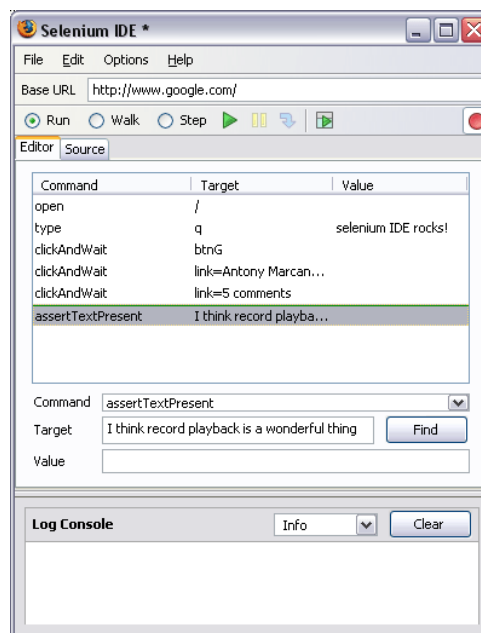 Selenium IDE *
File Edit Options Help
Base URL http://www.google.com/
Run Walk Step
Editor Source
Command Target Value
open /
type q selenium IDE rocks!
clickAndWait btnG
clickAndWait link=Antony Marcan...
clickAndWait link=5 comments
assertTextPresent I think record playba...
Command assertTextPresent
Target I think record playback is a wonderful thing Find
Value
Log Console Info Clear